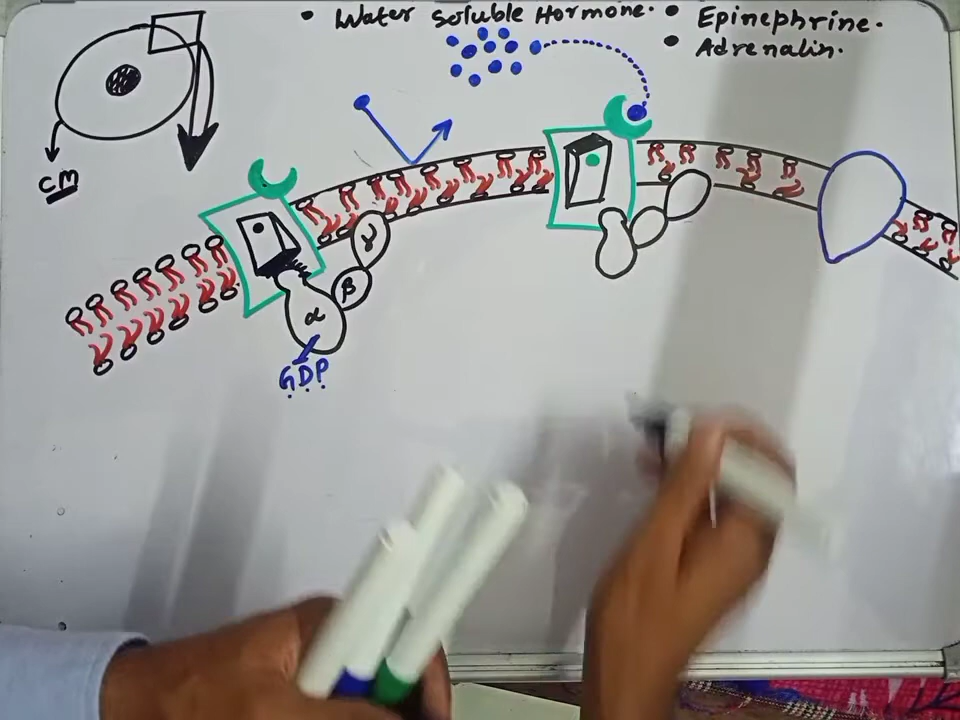 • Water Soluble Hormone.
• Epinephrine.
• Adrenalin.
CM
γ
β
α
GDP